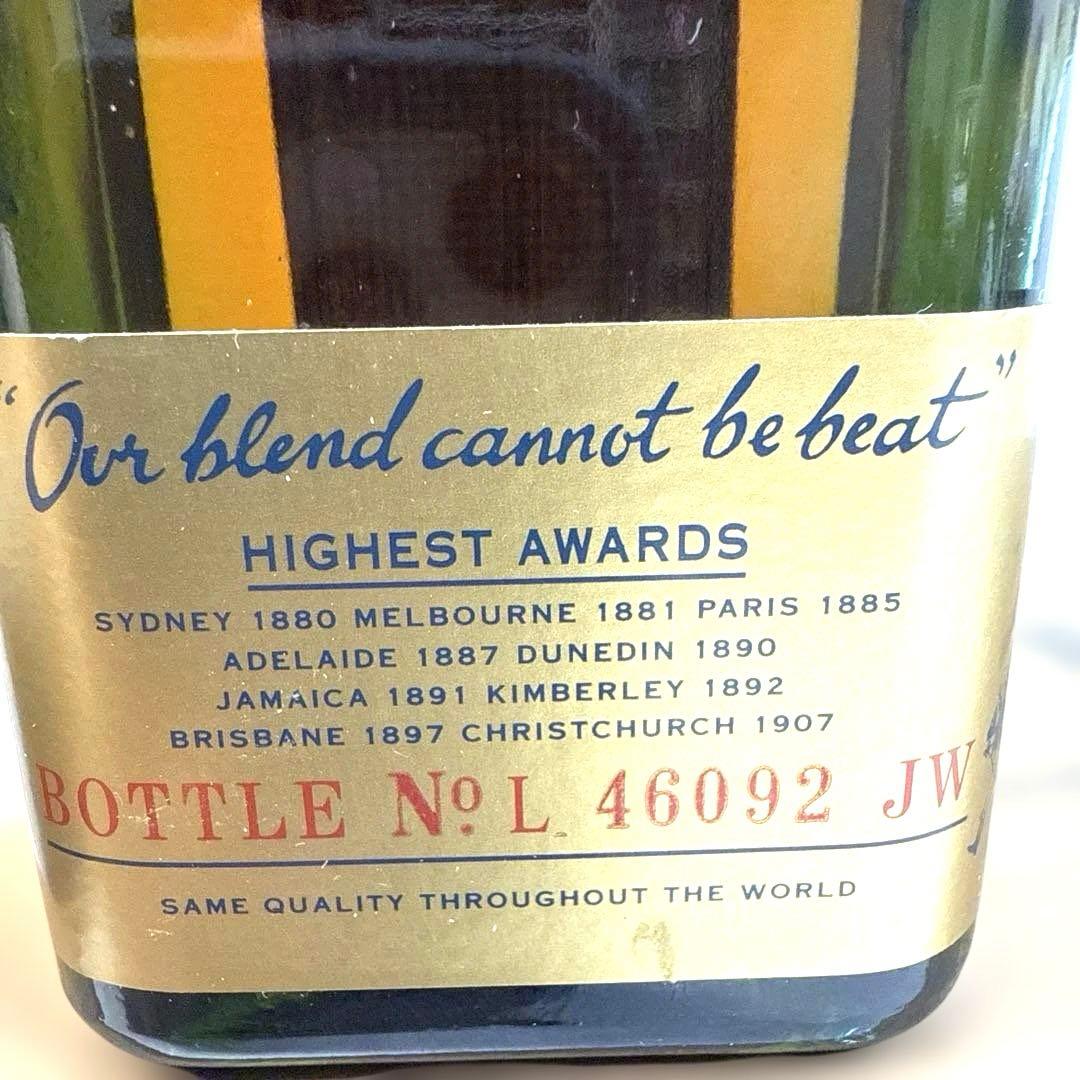 “Our blend cannot be beat”
HIGHEST AWARDS
SYDNEY 1880 MELBOURNE 1881 PARIS 1885
ADELAIDE 1887 DUNEDIN 1890
JAMAICA 1891 KIMBERLEY 1892
BRISBANE 1897 CHRISTCHURCH 1907
BOTTLE No. L 46092 JW
SAME QUALITY THROUGHOUT THE WORLD